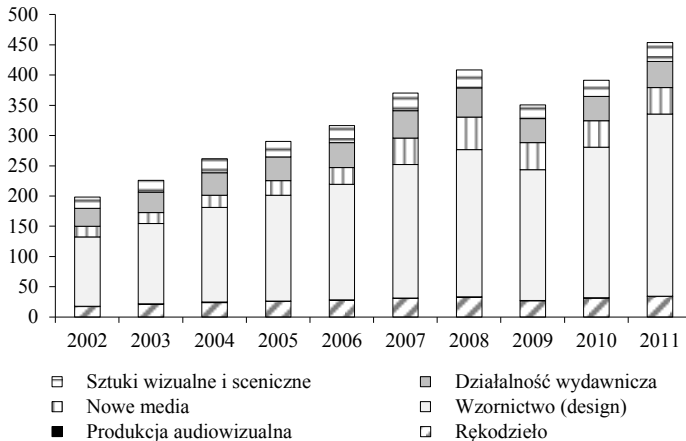 500
450
400
350
300
250
200
150
100
50
0
2002 2003 2004 2005 2006 2007 2008 2009 2010 2011
Sztuki wizualne i sceniczne Działalność wydawnicza
Nowe media Wzornictwo (design)
Produkcja audiowizualna Rękodzieło